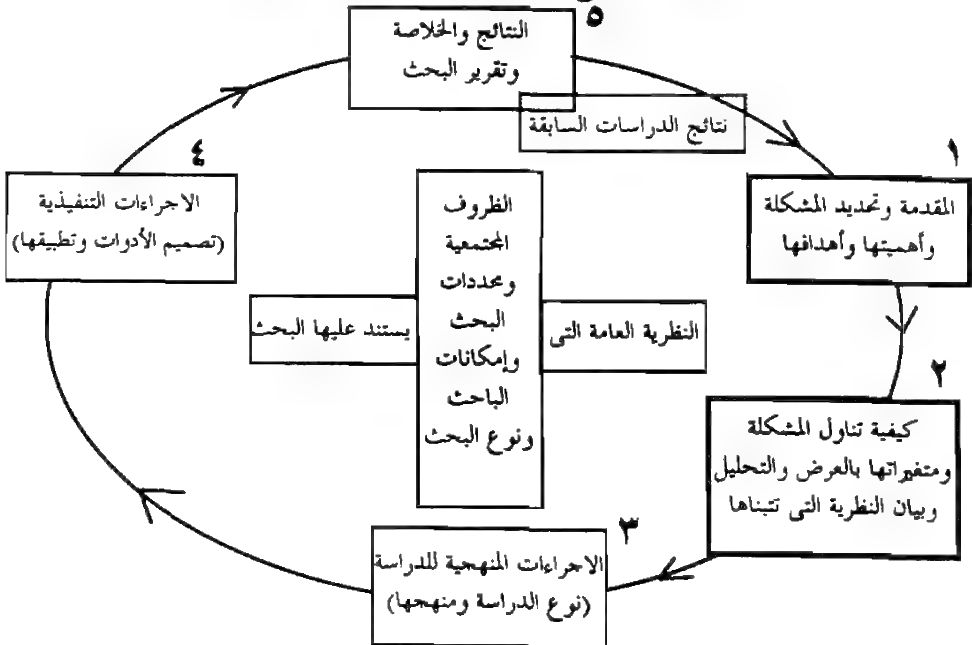 ٥
النتائج والخلاصة
وتقرير البحث
نتائج الدراسات السابقة
١
المقدمة وتحديد المشكلة
وأهميتها وأهدافها
٢
كيفية تناول المشكلة
ومتغيراتها بالعرض والتحليل
وبيان النظرية التى تتبناها
٣
الاجراءات المنهجية للدراسة
(نوع الدراسة ومنهجها)
٤
الاجراءات التنفيذية
(تصميم الأدوات وتطبيقها)
الظروف
المجتمعية
ومحددات
البحث
وإمكانات
الباحث
ونوع البحث
النظرية العامة التى
يستند عليها البحث